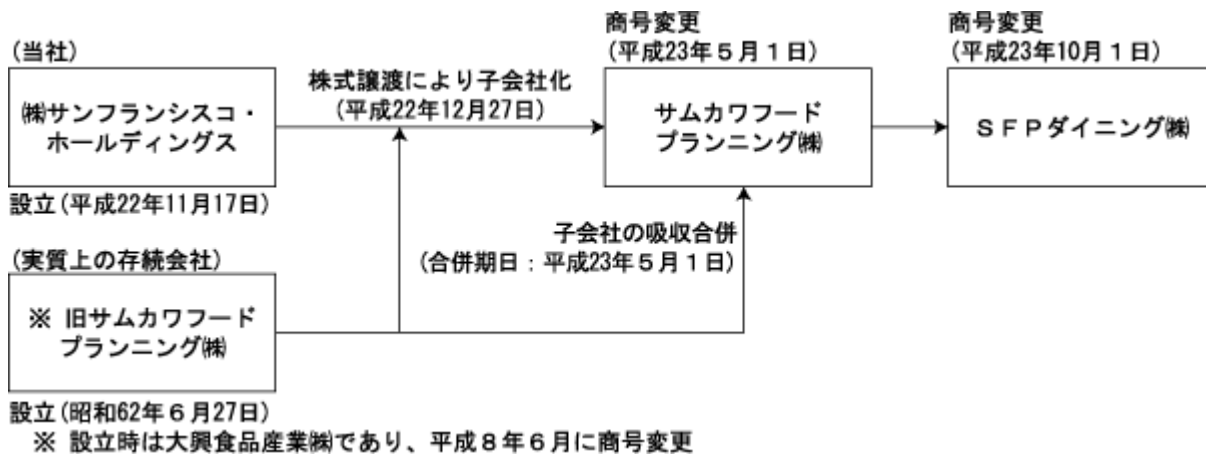 商号変更
(平成23年５月１日)
商号変更
(平成23年10月１日)
(当社)
㈱サンフランシスコ・
ホールディングス
設立(平成22年11月17日)
株式譲渡により子会社化
(平成22年12月27日)
サムカワフード
プランニング㈱
ＳＦＰダイニング㈱
子会社の吸収合併
(合併期日：平成23年５月１日)
(実質上の存続会社)
※ 旧サムカワフード
プランニング㈱
設立(昭和62年６月27日)
※ 設立時は大興食品産業㈱であり、平成８年６月に商号変更